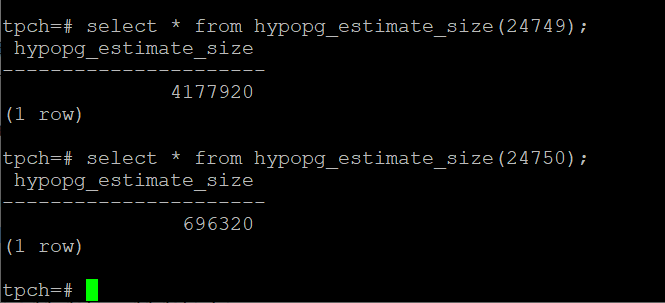 tpch=# select * from hypopg_estimate_size(24749);
 hypopg_estimate_size
----------------------
              4177920
(1 row)

tpch=# select * from hypopg_estimate_size(24750);
 hypopg_estimate_size
----------------------
               696320
(1 row)

tpch=#